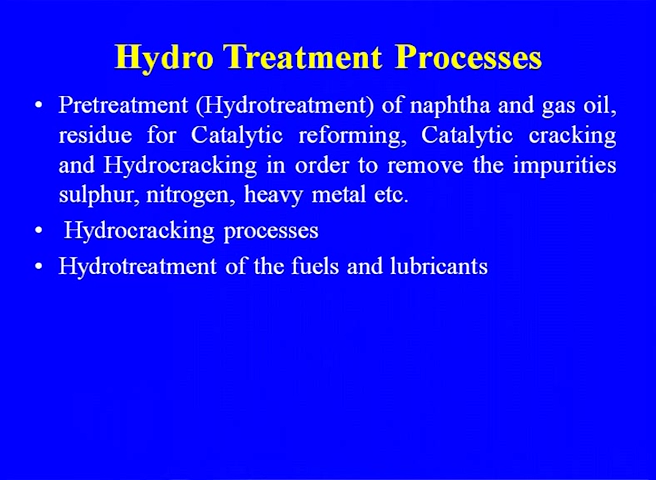 Hydro Treatment Processes
• Pretreatment (Hydrotreatment) of naphtha and gas oil,
residue for Catalytic reforming, Catalytic cracking
and Hydrocracking in order to remove the impurities
sulphur, nitrogen, heavy metal etc.
• Hydrocracking processes
• Hydrotreatment of the fuels and lubricants